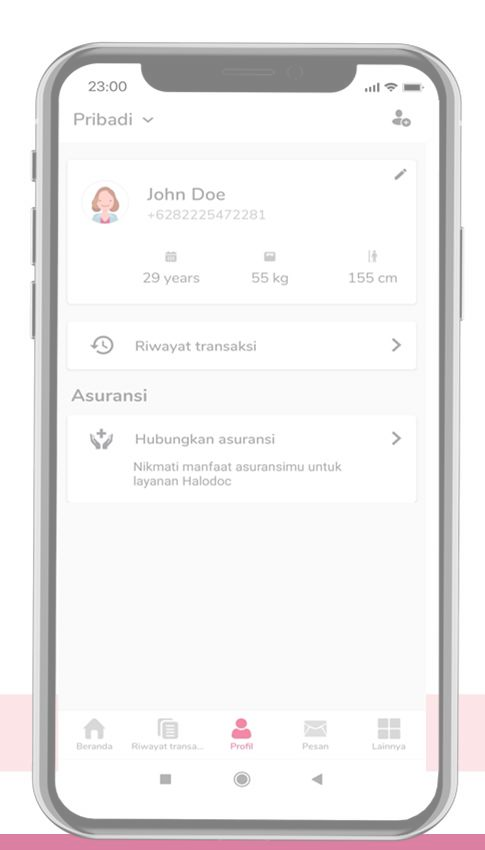 23:00
Pribadi
John Doe
+6282225472281
29 years 55 kg 155 cm
Riwayat transaksi
Asuransi
Hubungkan asuransi
Nikmati manfaat asuransimu untuk
layanan Halodoc
Beranda Riwayat transa... Profil Pesan Lainnya